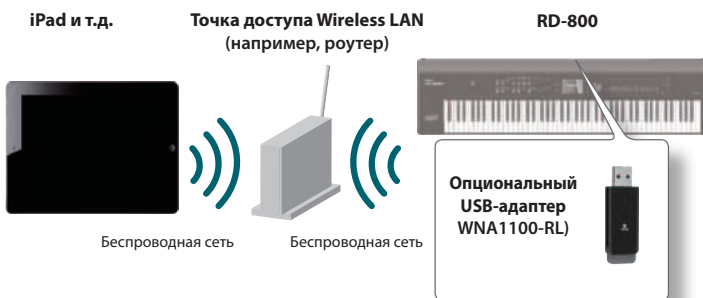 iPad и т.д.
Точка доступа Wireless LAN
(например, роутер)
RD-800
Беспроводная сеть
Беспроводная сеть
Опциональный
USB-адаптер
WNA1100-RL)